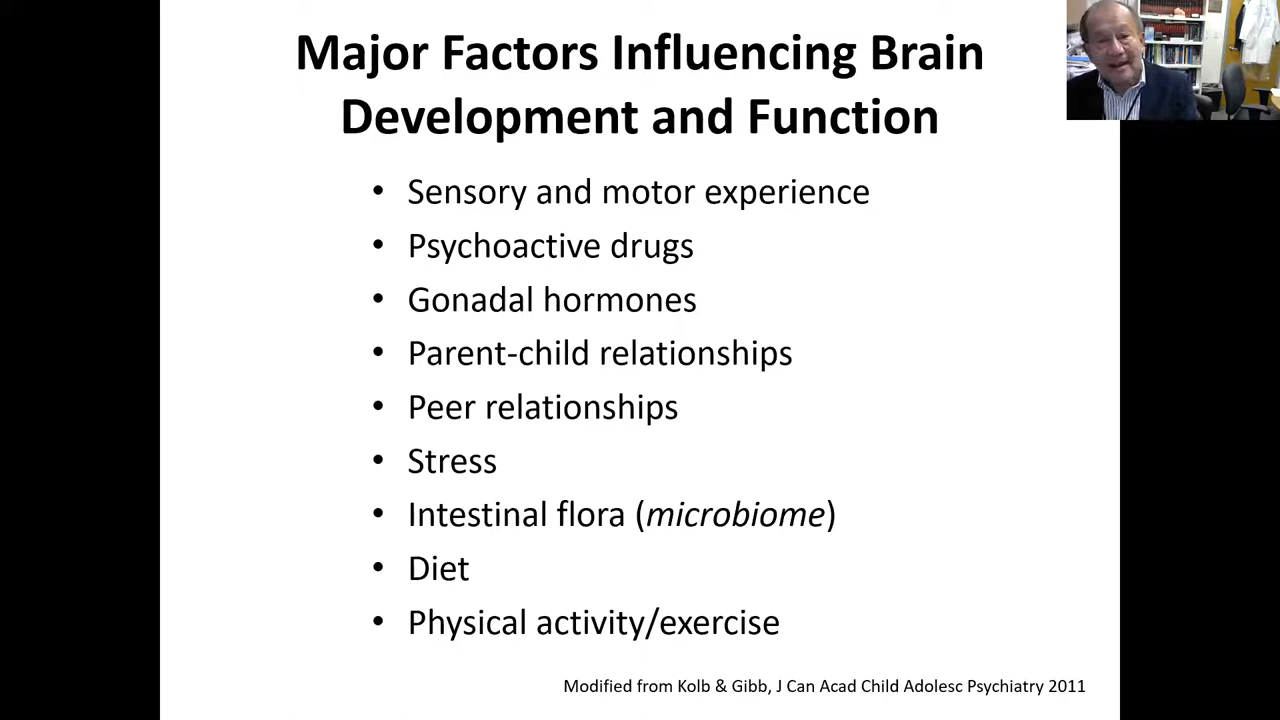 Major Factors Influencing Brain
Development and Function
• Sensory and motor experience
• Psychoactive drugs
• Gonadal hormones
• Parent-child relationships
• Peer relationships
• Stress
• Intestinal flora (microbiome)
• Diet
• Physical activity/exercise
Modified from Kolb & Gibb, J Can Acad Child Adolesc Psychiatry 2011